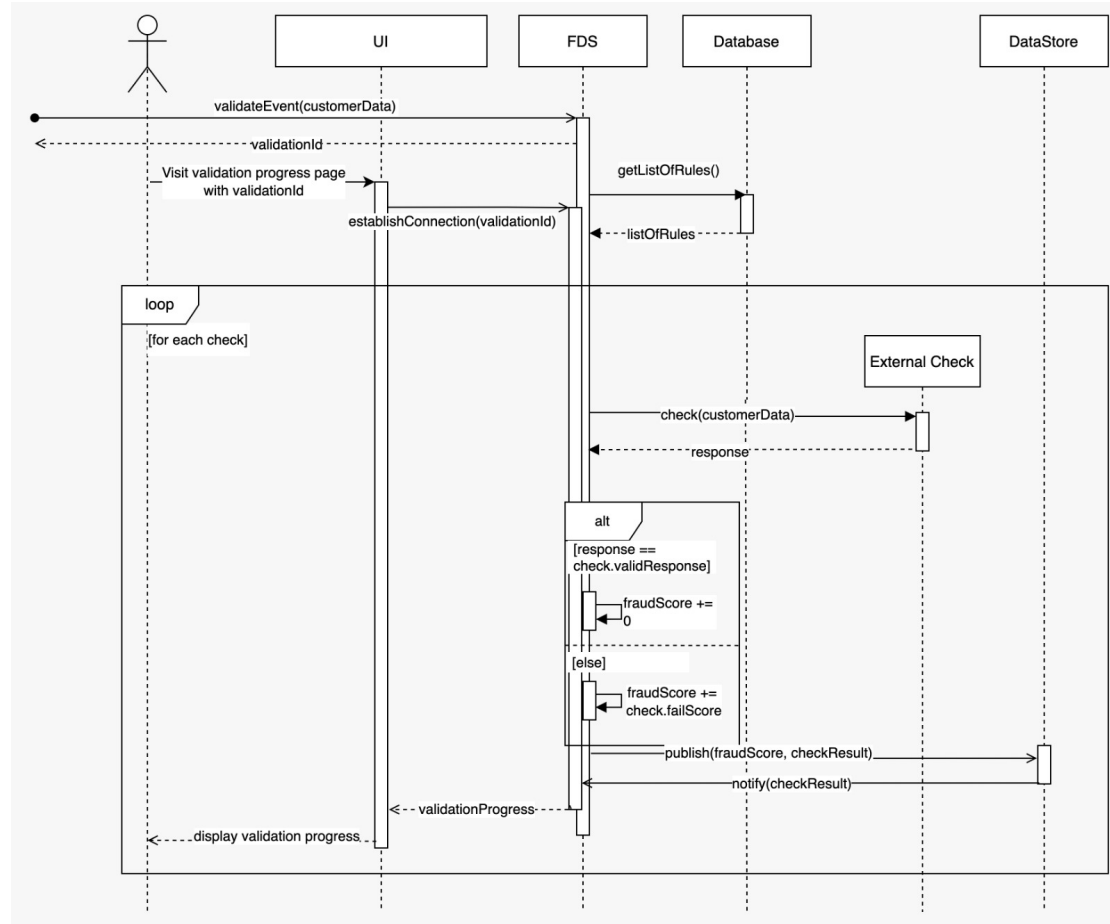 UI
FDS
Database
DataStore
validateEvent(customerData)
validationId
Visit validation progress page
with validationId
getListOfRules()
establishConnection(validationId)
listOfRules
loop
[for each check]
External Check
check(customerData)
response
alt
[response ==
check.validResponse]
fraudScore +=
0
[else]
fraudScore +=
check.failScore
publish(fraudScore, checkResult)
notify(checkResult)
validationProgress
display validation progress